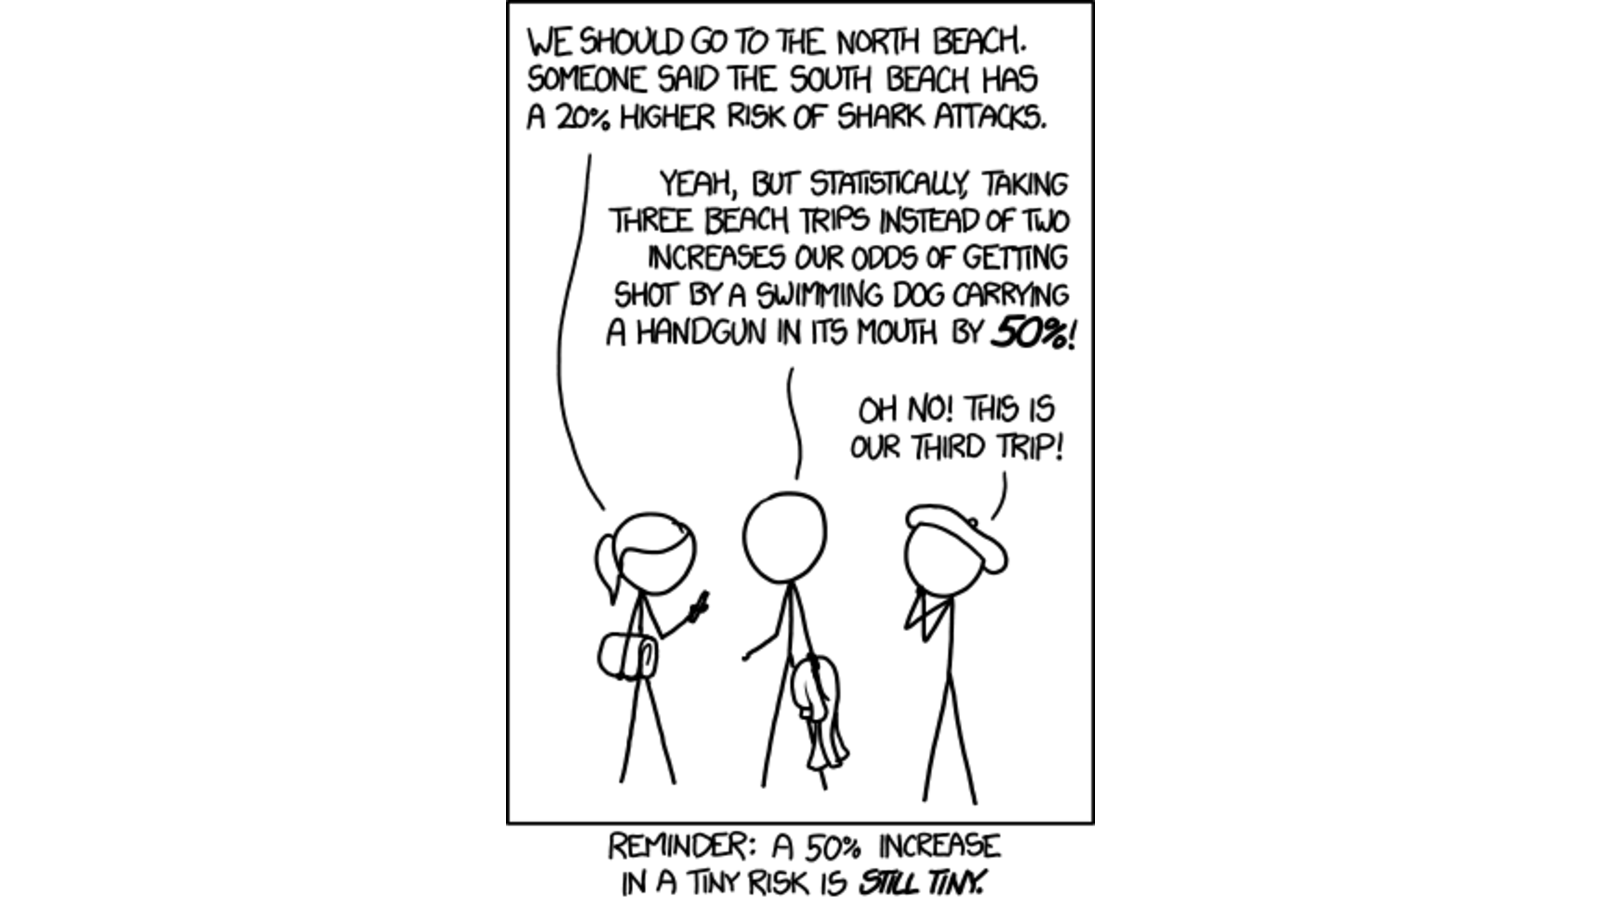 WE SHOULD GO TO THE NORTH BEACH.
SOMEONE SAID THE SOUTH BEACH HAS
A 20% HIGHER RISK OF SHARK ATTACKS.
YEAH, BUT STATISTICALLY, TAKING
THREE BEACH TRIPS INSTEAD OF TWO
INCREASES OUR ODDS OF GETTING
SHOT BY A SWIMMING DOG CARRYING
A HANDGUN IN ITS MOUTH BY 50%!
OH NO! THIS IS
OUR THIRD TRIP!
REMINDER: A 50% INCREASE
IN A TINY RISK IS STILL TINY.